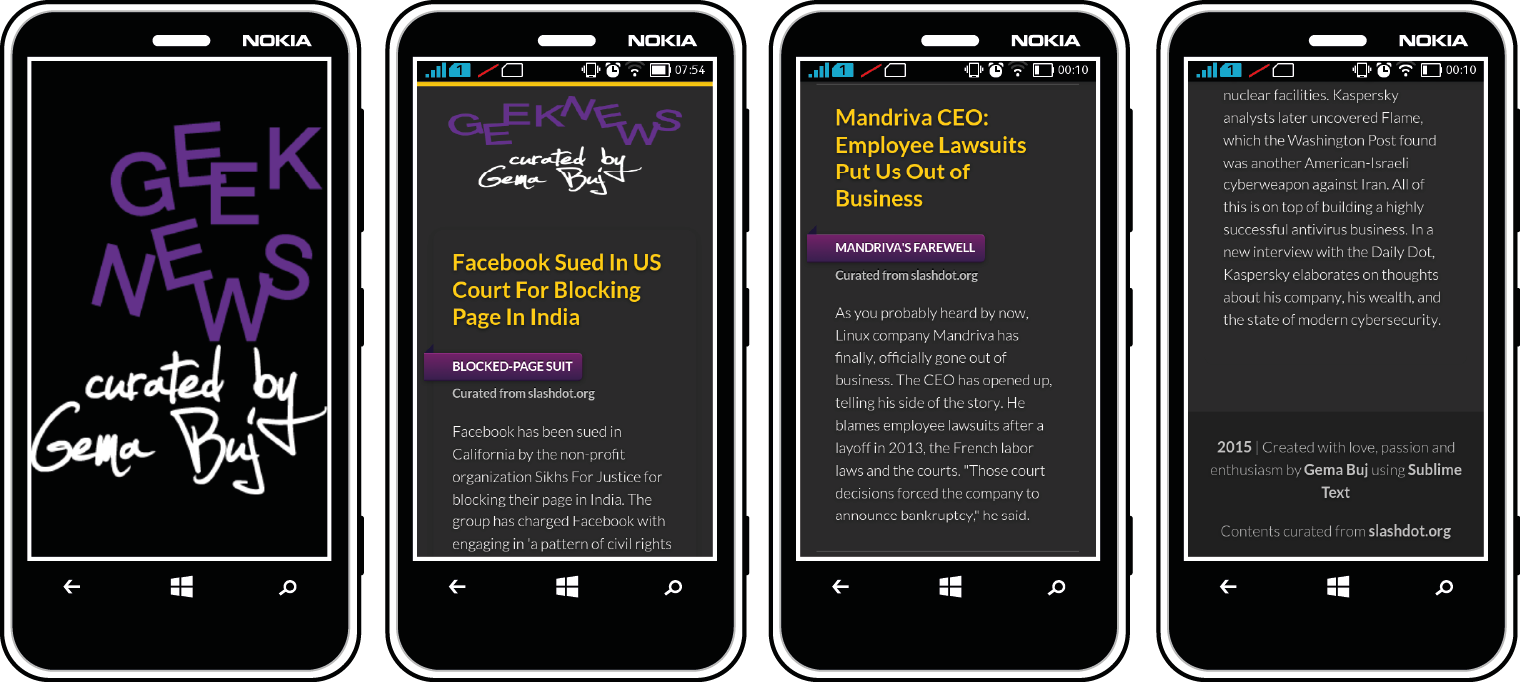 NOKIA
GEEK
NEWS
curated by
Gema Buj
NOKIA
1
07:54
GEEKNEWS
curated by
Gema Buj
Facebook Sued In US
Court For Blocking
Page In India
BLOCKED-PAGE SUIT
Curated from slashdot.org
Facebook has been sued in
California by the non-profit
organization Sikhs For Justice for
blocking their page in India. The
group has charged Facebook with
engaging in 'a pattern of civil rights
NOKIA
1
00:10
Mandriva CEO:
Employee Lawsuits
Put Us Out of
Business
MANDRIVA'S FAREWELL
Curated from slashdot.org
As you probably heard by now,
Linux company Mandriva has
finally, officially gone out of
business. The CEO has opened up,
telling his side of the story. He
blames employee lawsuits after a
layoff in 2013, the French labor
laws and the courts. "Those court
decisions forced the company to
announce bankruptcy," he said.
NOKIA
1
00:10
nuclear facilities. Kaspersky
analysts later uncovered Flame,
which the Washington Post found
was another American-Israeli
cyberweapon against Iran. All of
this is on top of building a highly
successful antivirus business. In a
new interview with the Daily Dot,
Kaspersky elaborates on thoughts
about his company, his wealth, and
the state of modern cybersecurity.
2015 | Created with love, passion and
enthusiasm by Gema Buj using Sublime
Text
Contents curated from slashdot.org